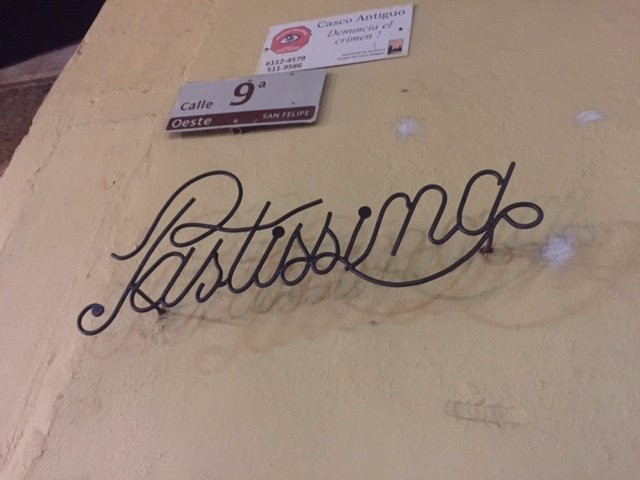 Casco Antiguo
Denuncia el
crimen !
6112-4579
511-9586
Calle 9a
Oeste SAN FELIPE
Pastissima